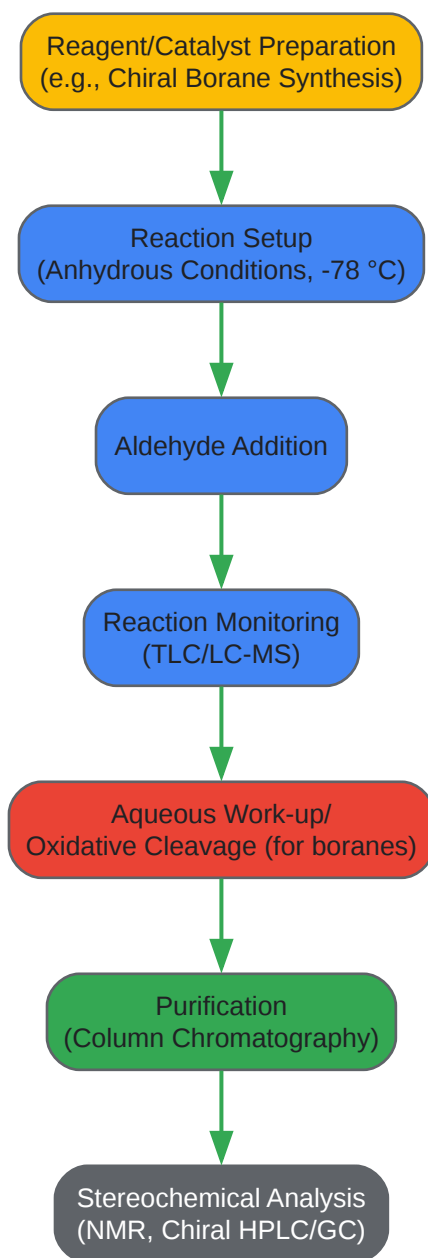 Reagent/Catalyst Preparation
(e.g., Chiral Borane Synthesis)
Reaction Setup
(Anhydrous Conditions, -78 °C)
Aldehyde Addition
Reaction Monitoring
(TLC/LC-MS)
Aqueous Work-up/
Oxidative Cleavage (for boranes)
Purification
(Column Chromatography)
Stereochemical Analysis
(NMR, Chiral HPLC/GC)